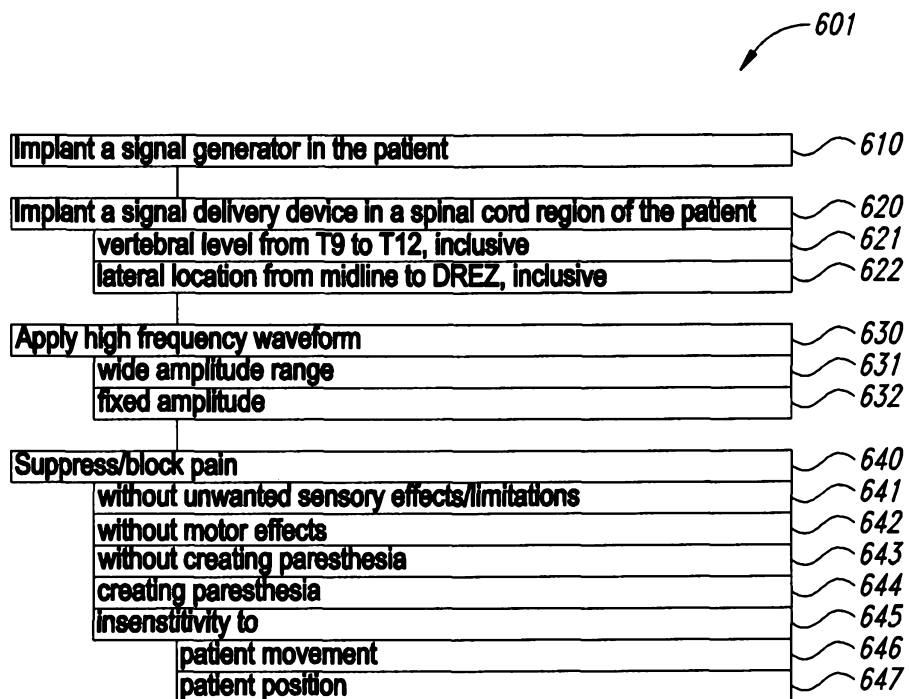 601
Implant a signal generator in the patient 610
Implant a signal delivery device in a spinal cord region of the patient 620
vertebral level from T9 to T12, inclusive 621
lateral location from midline to DREZ, inclusive 622
Apply high frequency waveform 630
wide amplitude range 631
fixed amplitude 632
Suppress/block pain 640
without unwanted sensory effects/limitations 641
without motor effects 642
without creating paresthesia 643
creating paresthesia 644
insenstitivity to 645
patient movement 646
patient position 647